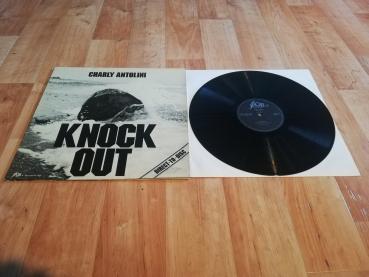 CHARLY ANTOLINI
KNOCK
OUT
DIRECT-TO-DISC